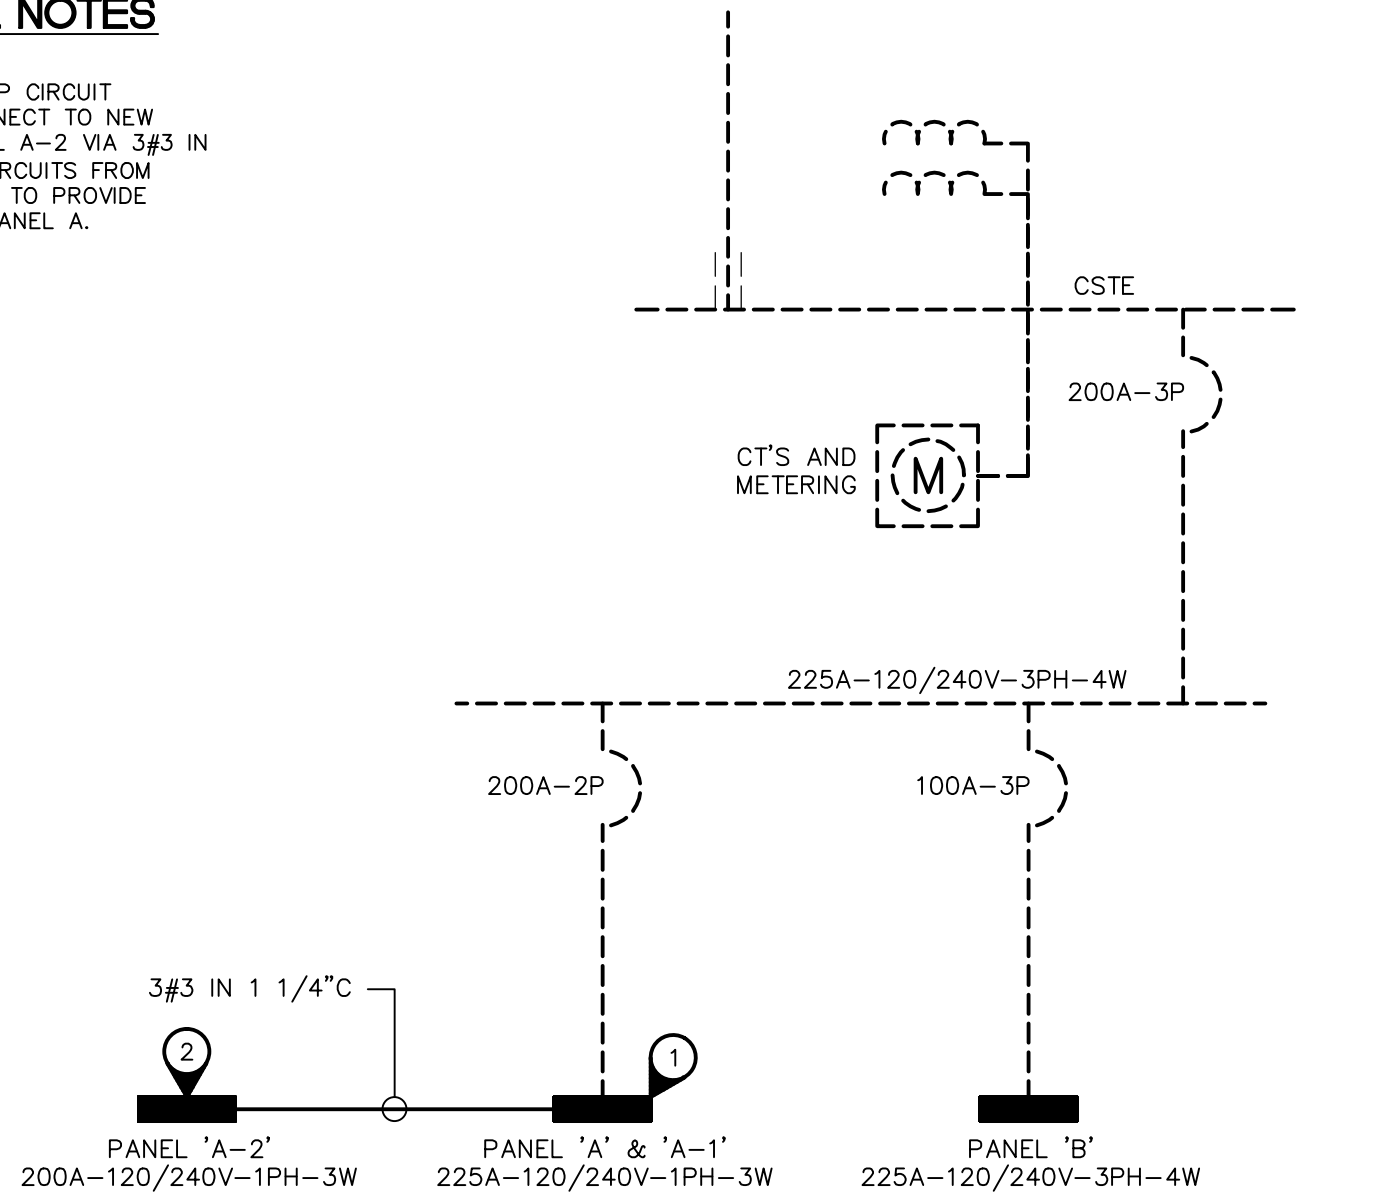 NOTES
P CIRCUIT
NECT TO NEW
L A-2 VIA 3#3 IN
RCUITS FROM
TO PROVIDE
ANEL A.
CSTE
200A-3P
CT'S AND
METERING
M
225A-120/240V-3PH-4W
200A-2P
100A-3P
3#3 IN 1 1/4"C
2
1
PANEL 'A-2'
200A-120/240V-1PH-3W
PANEL 'A' & 'A-1'
225A-120/240V-1PH-3W
PANEL 'B'
225A-120/240V-3PH-4W